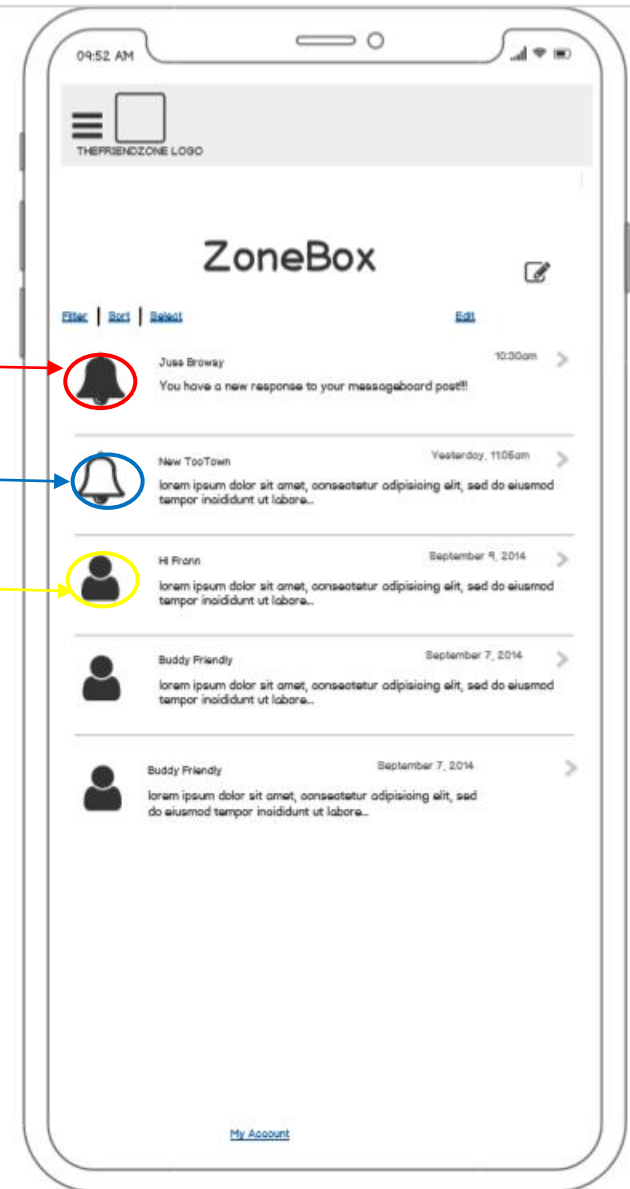 09:52 AM
THEFRIENDZONE LOGO
ZoneBox
Filter | Sort | Select Edit
Juss Broway 10:30am
You have a new response to your messageboard post!!!
New TooTown Yesterday, 11:05am
lorem ipsum dolor sit amet, consectetur adipisicing elit, sed do eiusmod
tempor incididunt ut labore...
Hi Frann September 9, 2014
lorem ipsum dolor sit amet, consectetur adipisicing elit, sed do eiusmod
tempor incididunt ut labore...
Buddy Friendly September 7, 2014
lorem ipsum dolor sit amet, consectetur adipisicing elit, sed do eiusmod
tempor incididunt ut labore...
Buddy Friendly September 7, 2014
lorem ipsum dolor sit amet, consectetur adipisicing elit, sed
do eiusmod tempor incididunt ut labore...
My Account